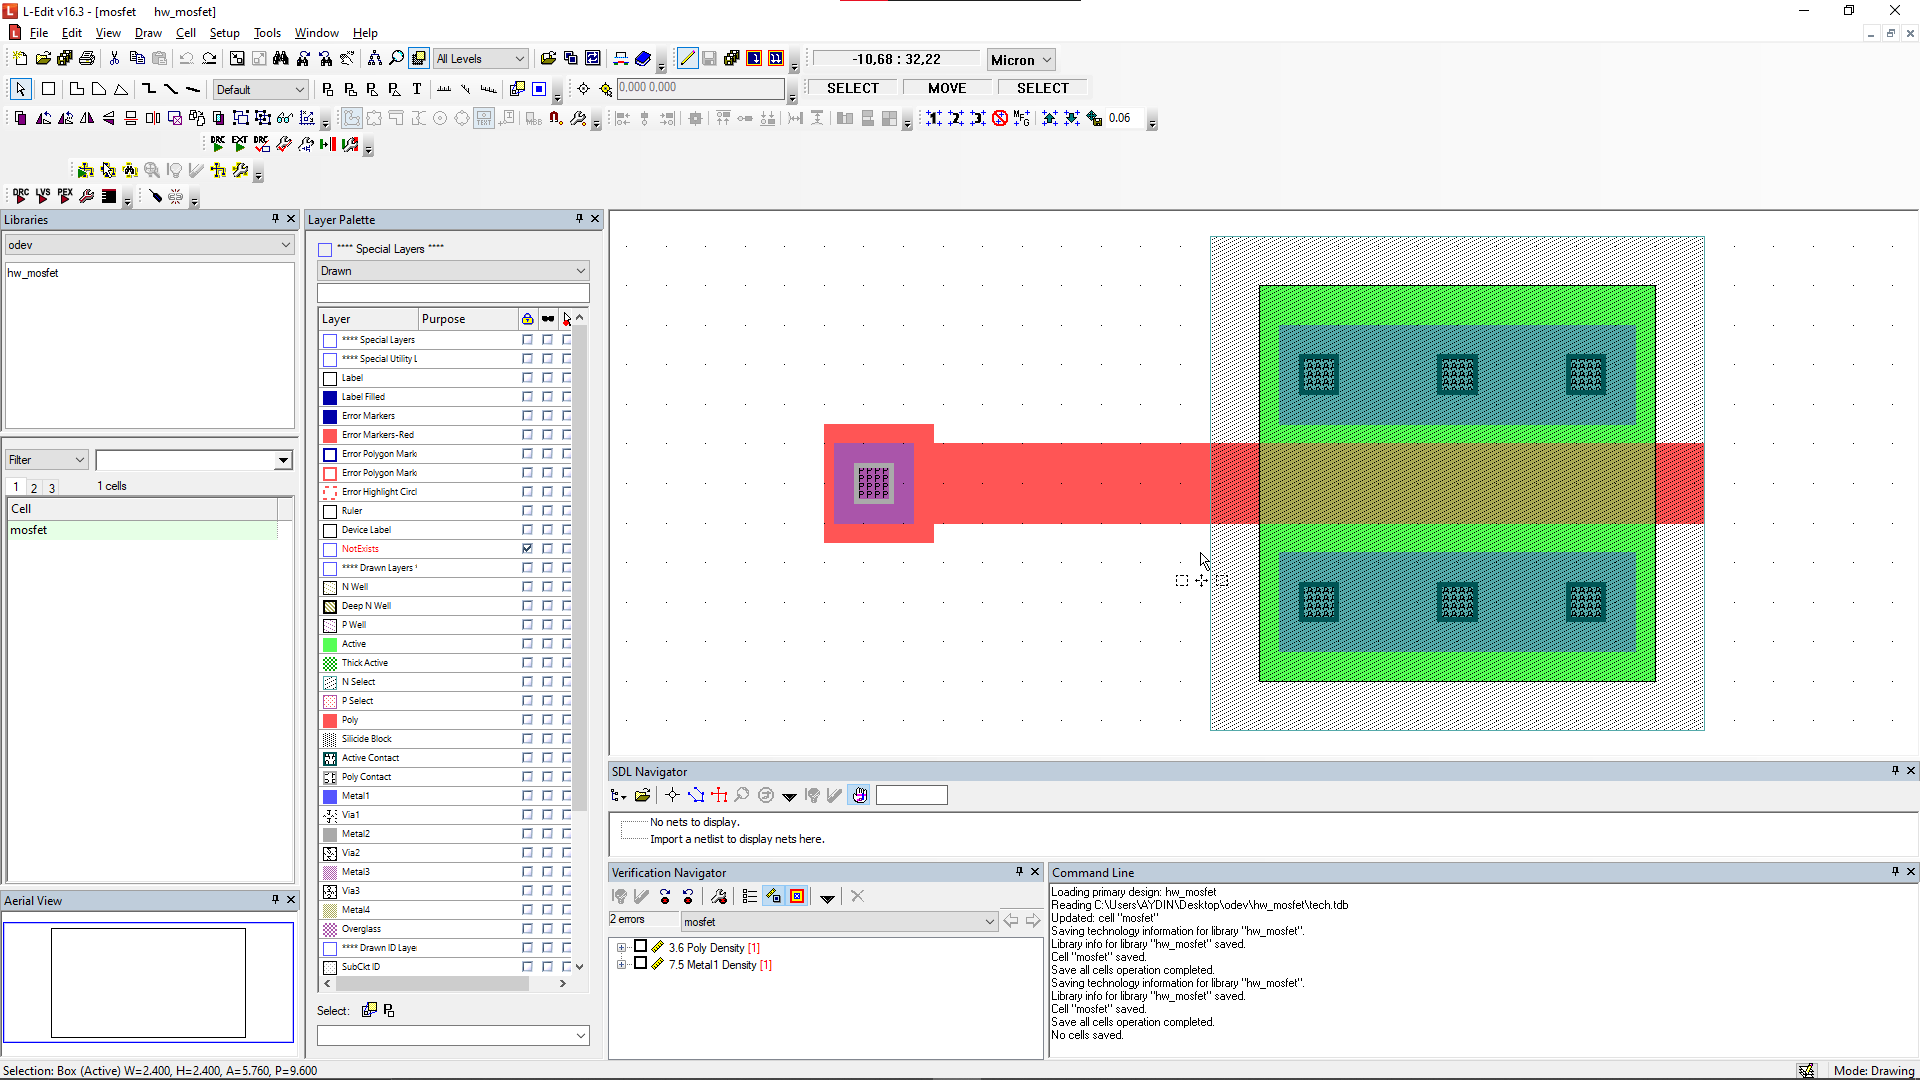 L-Edit v16.3 - [mosfet      hw_mosfet]
File Edit View Draw Cell Setup Tools Window Help
All Levels
-10,68 : 32,22
Micron
Default
0,000 0,000
SELECT MOVE SELECT
0.06
DRC EXT DRC
DRC LVS PEX
Libraries
odev
hw_mosfet
Filter
1 2 3 1 cells
Cell
mosfet
Aerial View
Layer Palette
**** Special Layers ****
Drawn
Layer Purpose
**** Special Layers
**** Special Utility L
Label
Label Filled
Error Markers
Error Markers-Red
Error Polygon Mark
Error Polygon Mark
Error Highlight Circl
Ruler
Device Label
NotExists
**** Drawn Layers
N Well
Deep N Well
P Well
Active
Thick Active
N Select
P Select
Poly
Silicide Block
Active Contact
Poly Contact
Metal1
Via1
Metal2
Via2
Metal3
Via3
Metal4
Overglass
**** Drawn ID Laye
SubCkt ID
Select:
SDL Navigator
No nets to display.
Import a netlist to display nets here.
Verification Navigator
2 errors
mosfet
3.6 Poly Density [1]
7.5 Metal1 Density [1]
Command Line
Loading primary design: hw_mosfet
Reading C:\Users\AYDIN\Desktop\odev\hw_mosfet\tech.tdb
Updated: cell "mosfet"
Saving technology information for library "hw_mosfet".
Library info for library "hw_mosfet" saved.
Cell "mosfet" saved.
Save all cells operation completed.
Saving technology information for library "hw_mosfet".
Library info for library "hw_mosfet" saved.
Cell "mosfet" saved.
Save all cells operation completed.
No cells saved.
Selection: Box (Active) W=2.400, H=2.400, A=5.760, P=9.600
Mode: Drawing